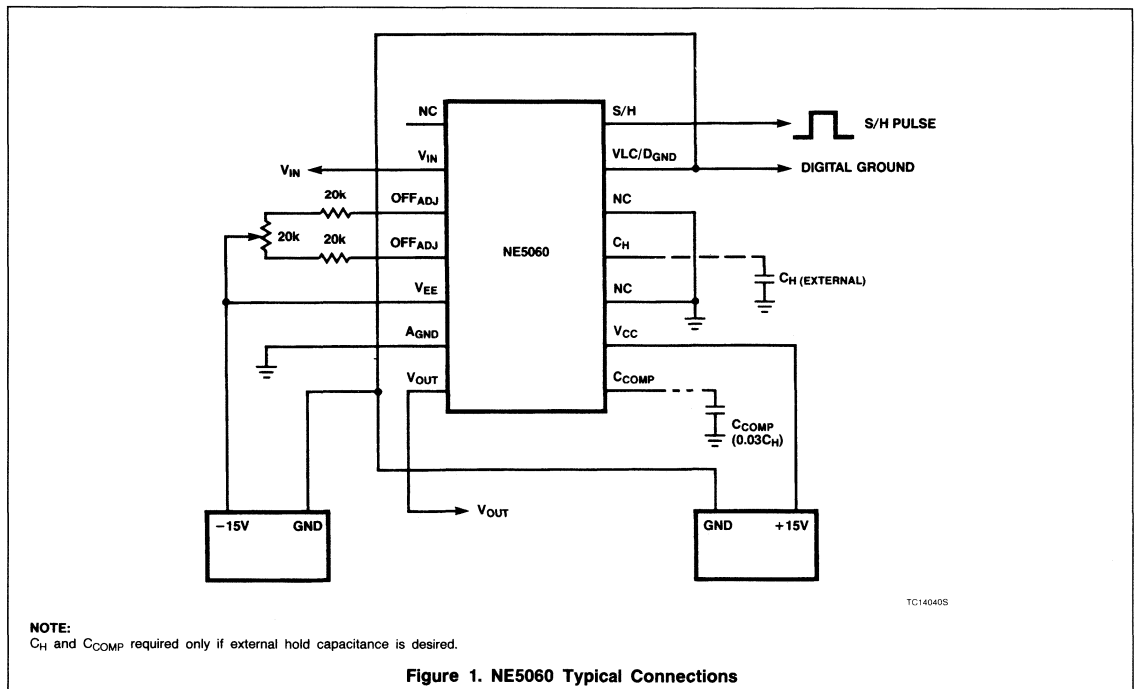 NC
S/H
S/H PULSE
VIN
VIN
VLC/DGND
DIGITAL GROUND
20k
OFFADJ
NC
20k
20k
OFFADJ
NE5060
CH
CH (EXTERNAL)
VEE
NC
AGND
VCC
VOUT
CCOMP
CCOMP
(0.03CH)
VOUT
−15V GND
GND +15V
TC14040S
NOTE:
CH and CCOMP required only if external hold capacitance is desired.
Figure 1. NE5060 Typical Connections